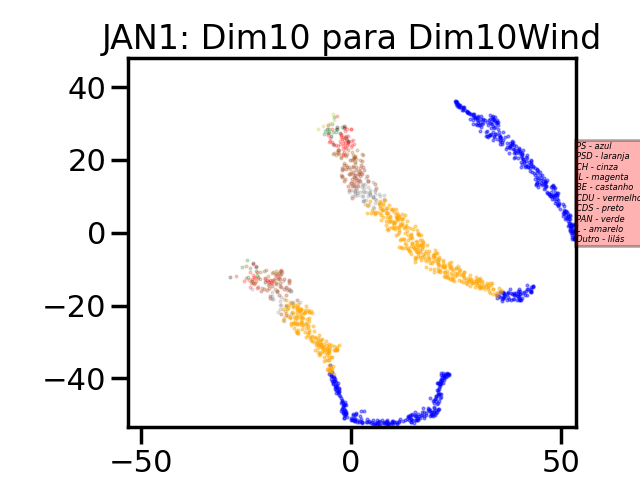 JAN1: Dim10 para Dim10Wind
40
20
0
−20
−40
−50
0
50
PS - azul
PSD - laranja
CH - cinza
IL - magenta
BE - castanho
CDU - vermelho
CDS - preto
PAN - verde
L - amarelo
Outro - lilás